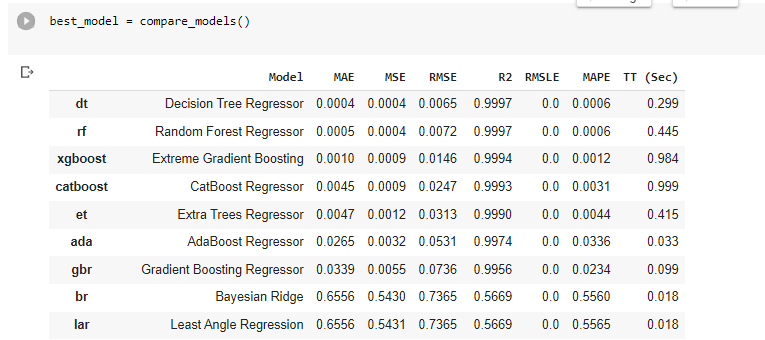 best_model = compare_models()
Model MAE MSE RMSE R2 RMSLE MAPE TT (Sec)
dt Decision Tree Regressor 0.0004 0.0004 0.0065 0.9997 0.0 0.0006 0.299
rf Random Forest Regressor 0.0005 0.0004 0.0072 0.9997 0.0 0.0006 0.445
xgboost Extreme Gradient Boosting 0.0010 0.0009 0.0146 0.9994 0.0 0.0012 0.984
catboost CatBoost Regressor 0.0045 0.0009 0.0247 0.9993 0.0 0.0031 0.999
et Extra Trees Regressor 0.0047 0.0012 0.0313 0.9990 0.0 0.0044 0.415
ada AdaBoost Regressor 0.0265 0.0032 0.0531 0.9974 0.0 0.0336 0.033
gbr Gradient Boosting Regressor 0.0339 0.0055 0.0736 0.9956 0.0 0.0234 0.099
br Bayesian Ridge 0.6556 0.5430 0.7365 0.5669 0.0 0.5560 0.018
lar Least Angle Regression 0.6556 0.5431 0.7365 0.5669 0.0 0.5565 0.018